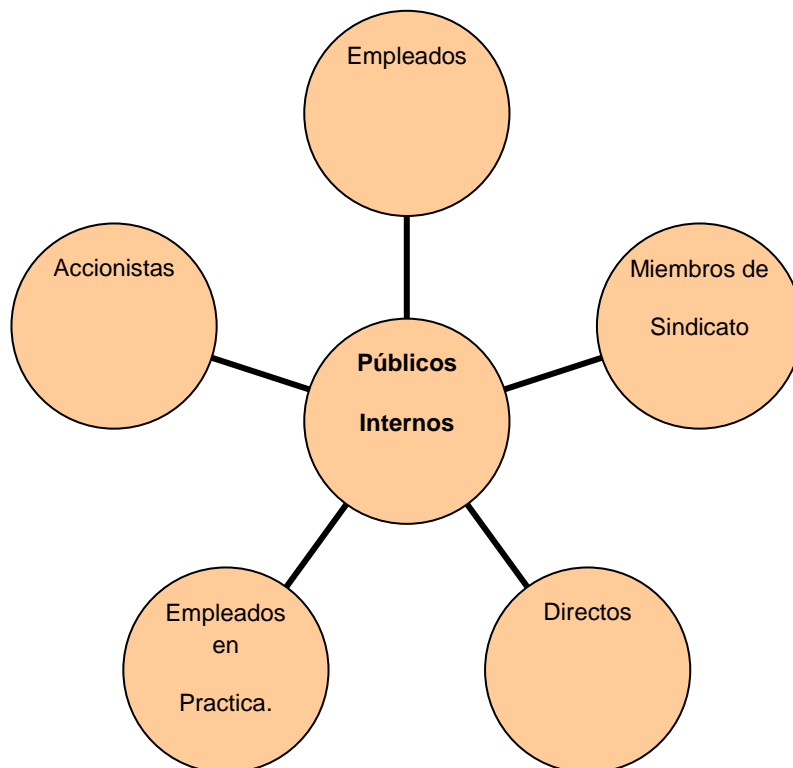 Empleados
Accionistas
Miembros de
Sindicato
Públicos
Internos
Empleados
en
Practica.
Directos